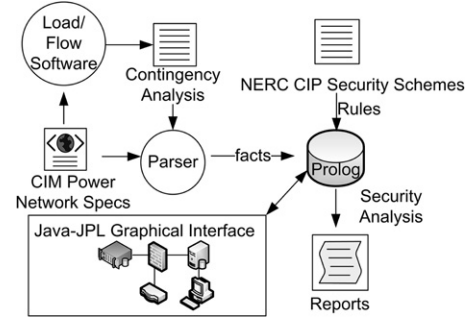 Load/
Flow
Software
Contingency
Analysis
NERC CIP Security Schemes
Rules
CIM Power
Network Specs
Parser
facts
Prolog
Security
Analysis
Java-JPL Graphical Interface
Reports